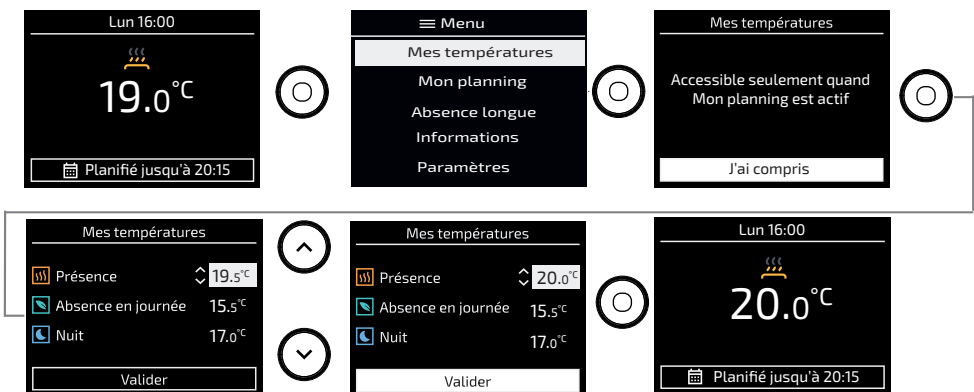 Lun 16:00
19.0°C
Planifié jusqu'à 20:15
Menu
Mes températures
Mon planning
Absence longue
Informations
Paramètres
Mes températures
Accessible seulement quand
Mon planning est actif
J'ai compris
Mes températures
Présence 19.5°C
Absence en journée 15.5°C
Nuit 17.0°C
Valider
Mes températures
Présence 20.0°C
Absence en journée 15.5°C
Nuit 17.0°C
Valider
Lun 16:00
20.0°C
Planifié jusqu'à 20:15